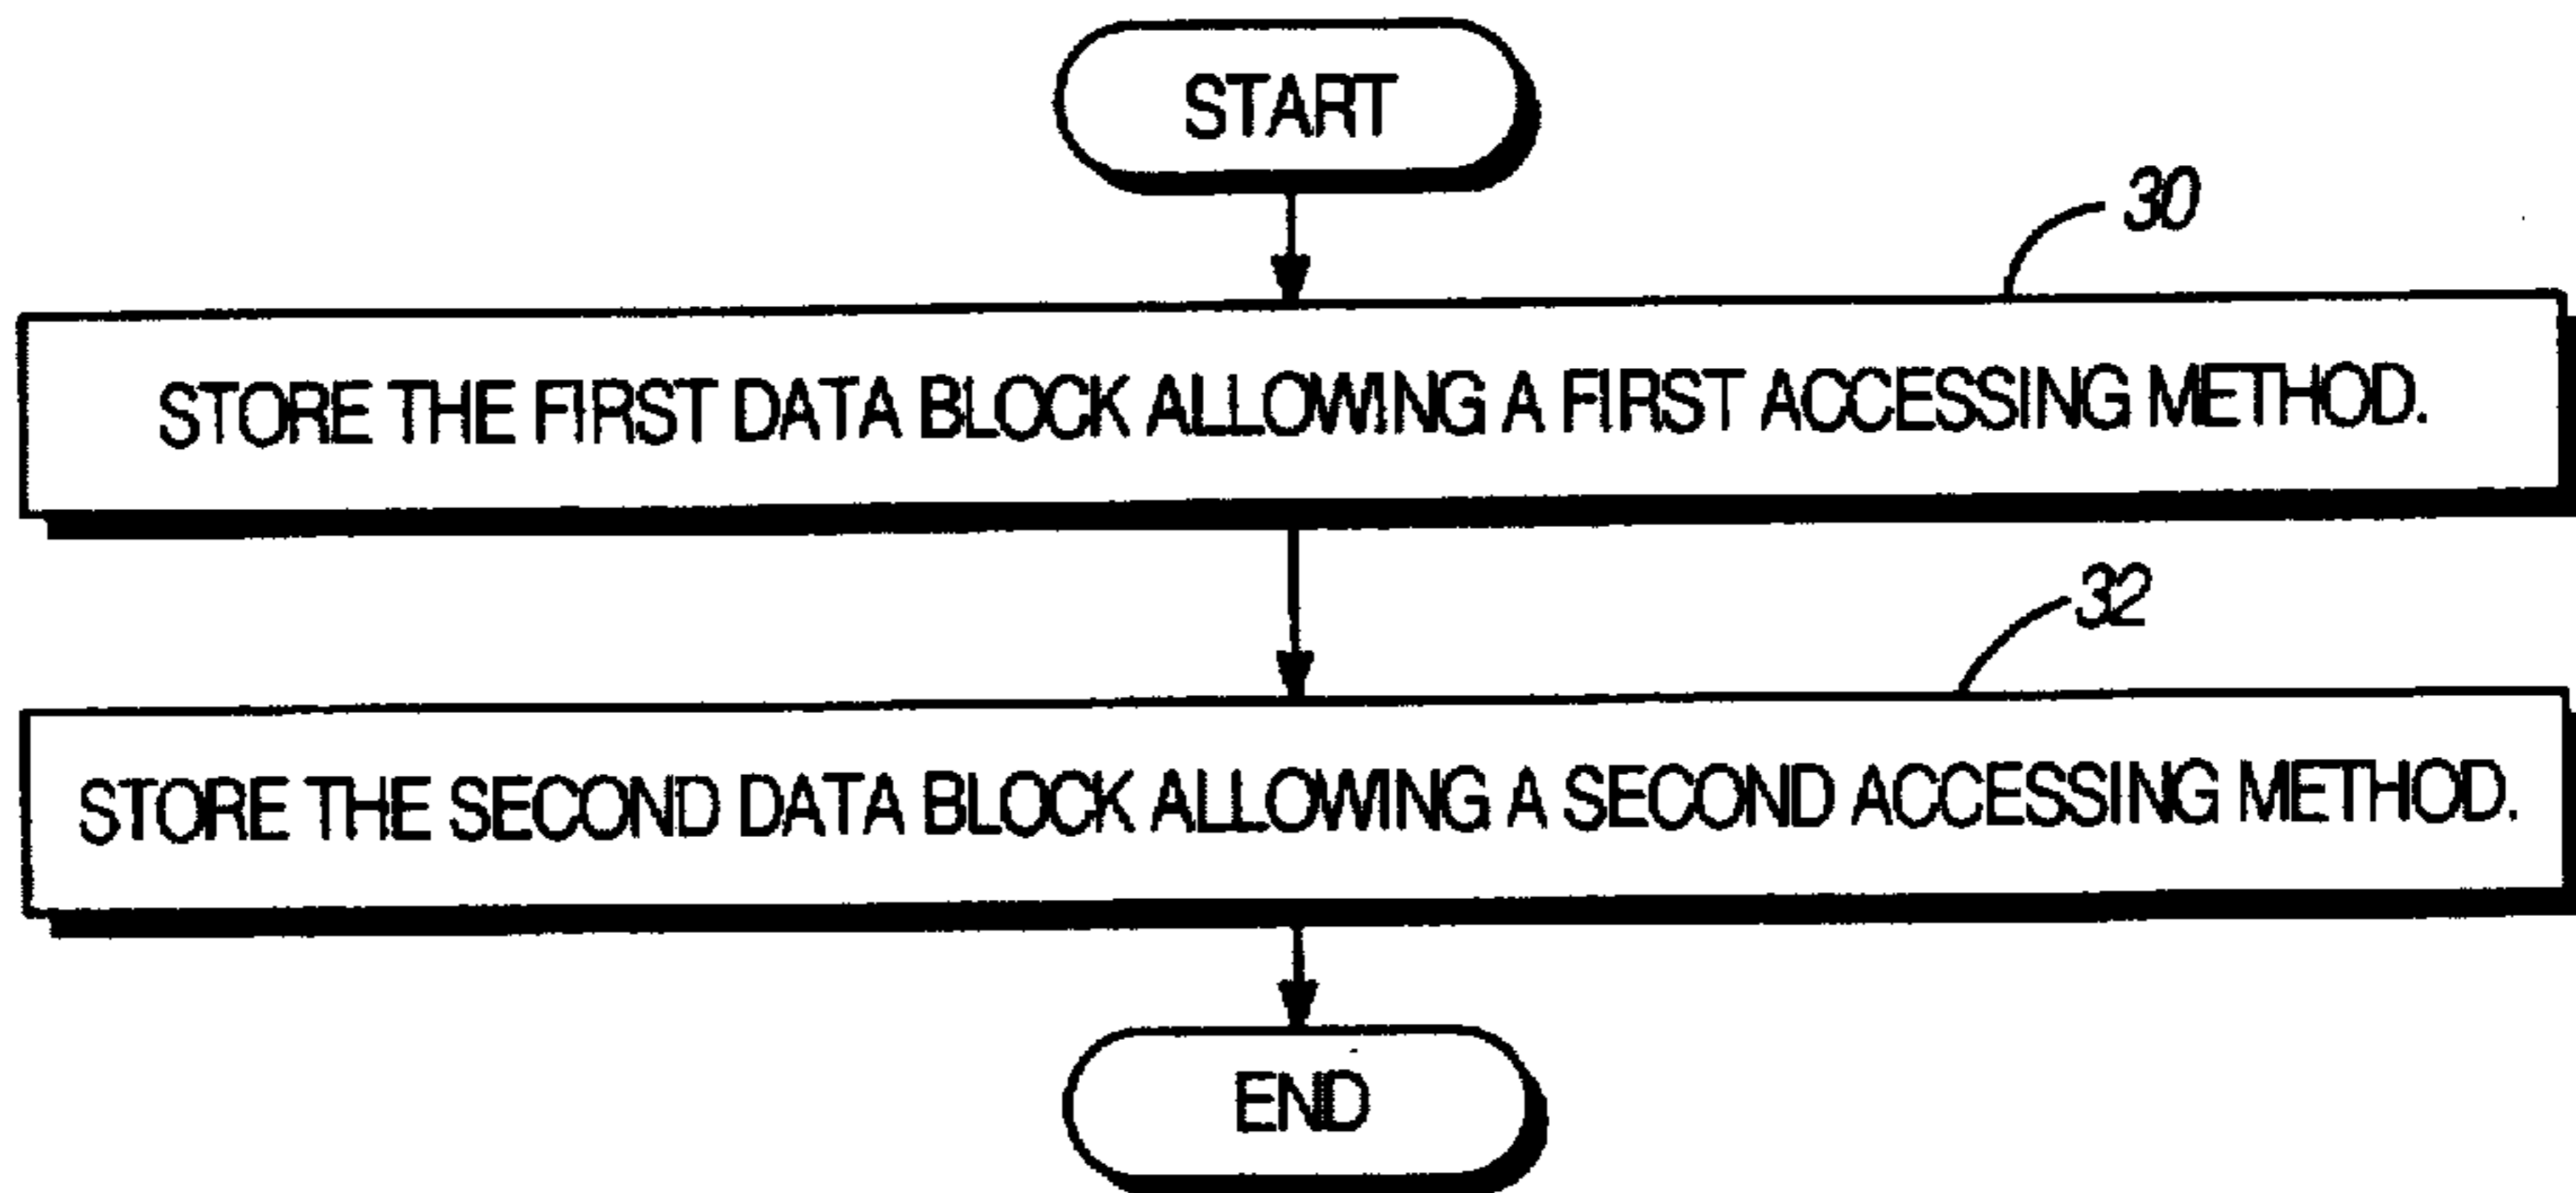 START
30
STORE THE FIRST DATA BLOCK ALLOWING A FIRST ACCESSING METHOD.
32
STORE THE SECOND DATA BLOCK ALLOWING A SECOND ACCESSING METHOD.
END